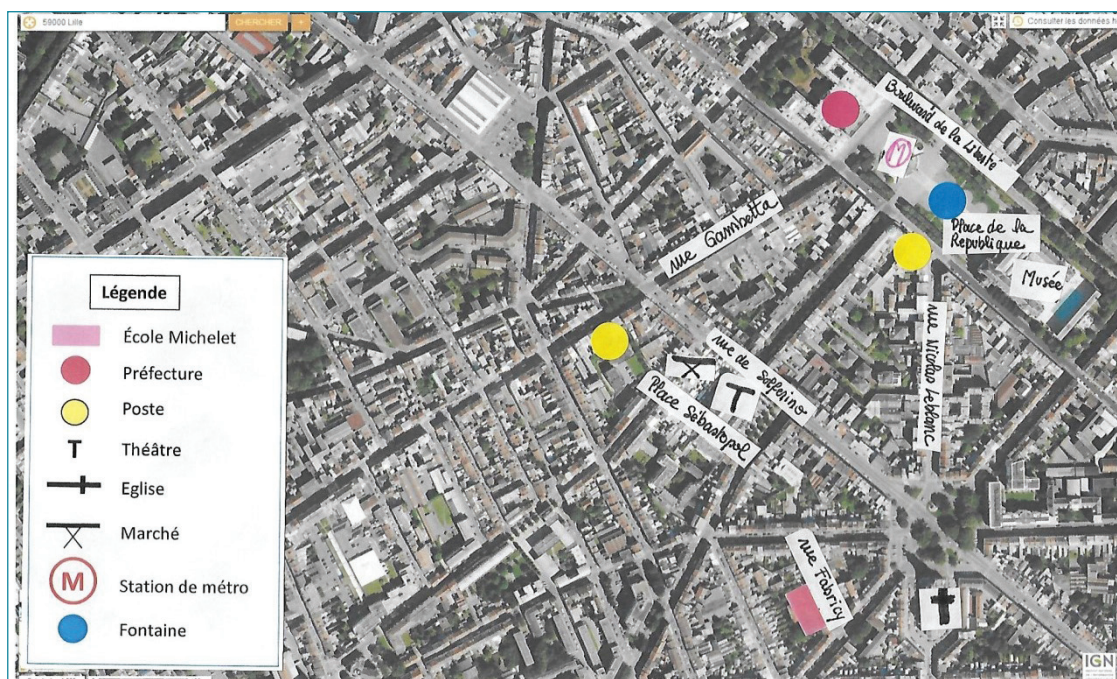 59000 Lille
CHERCHER
+
Consulter les données
Boulevard de la Liberté
M
Place de la
République
Musée
rue Gambetta
rue Nicolas Leblanc
rue de Solferino
T
Place Sébastopol
rue Fabricy
Légende
École Michelet
Préfecture
Poste
T Théâtre
Eglise
Marché
M Station de métro
Fontaine
IGN